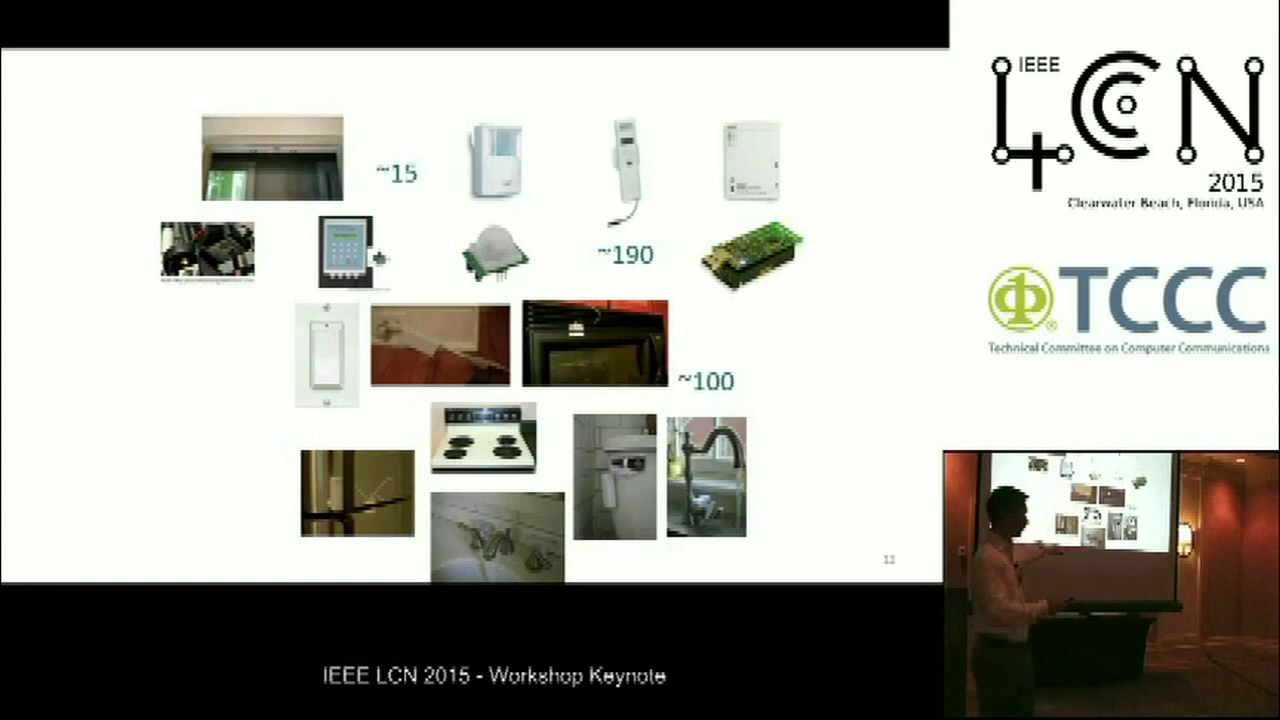 ~15
~190
~100
12
IEEE LCN 2015 - Workshop Keynote
IEEE
LCN
2015
Clearwater Beach, Florida, USA
TCCC
®
Technical Committee on Computer Communications